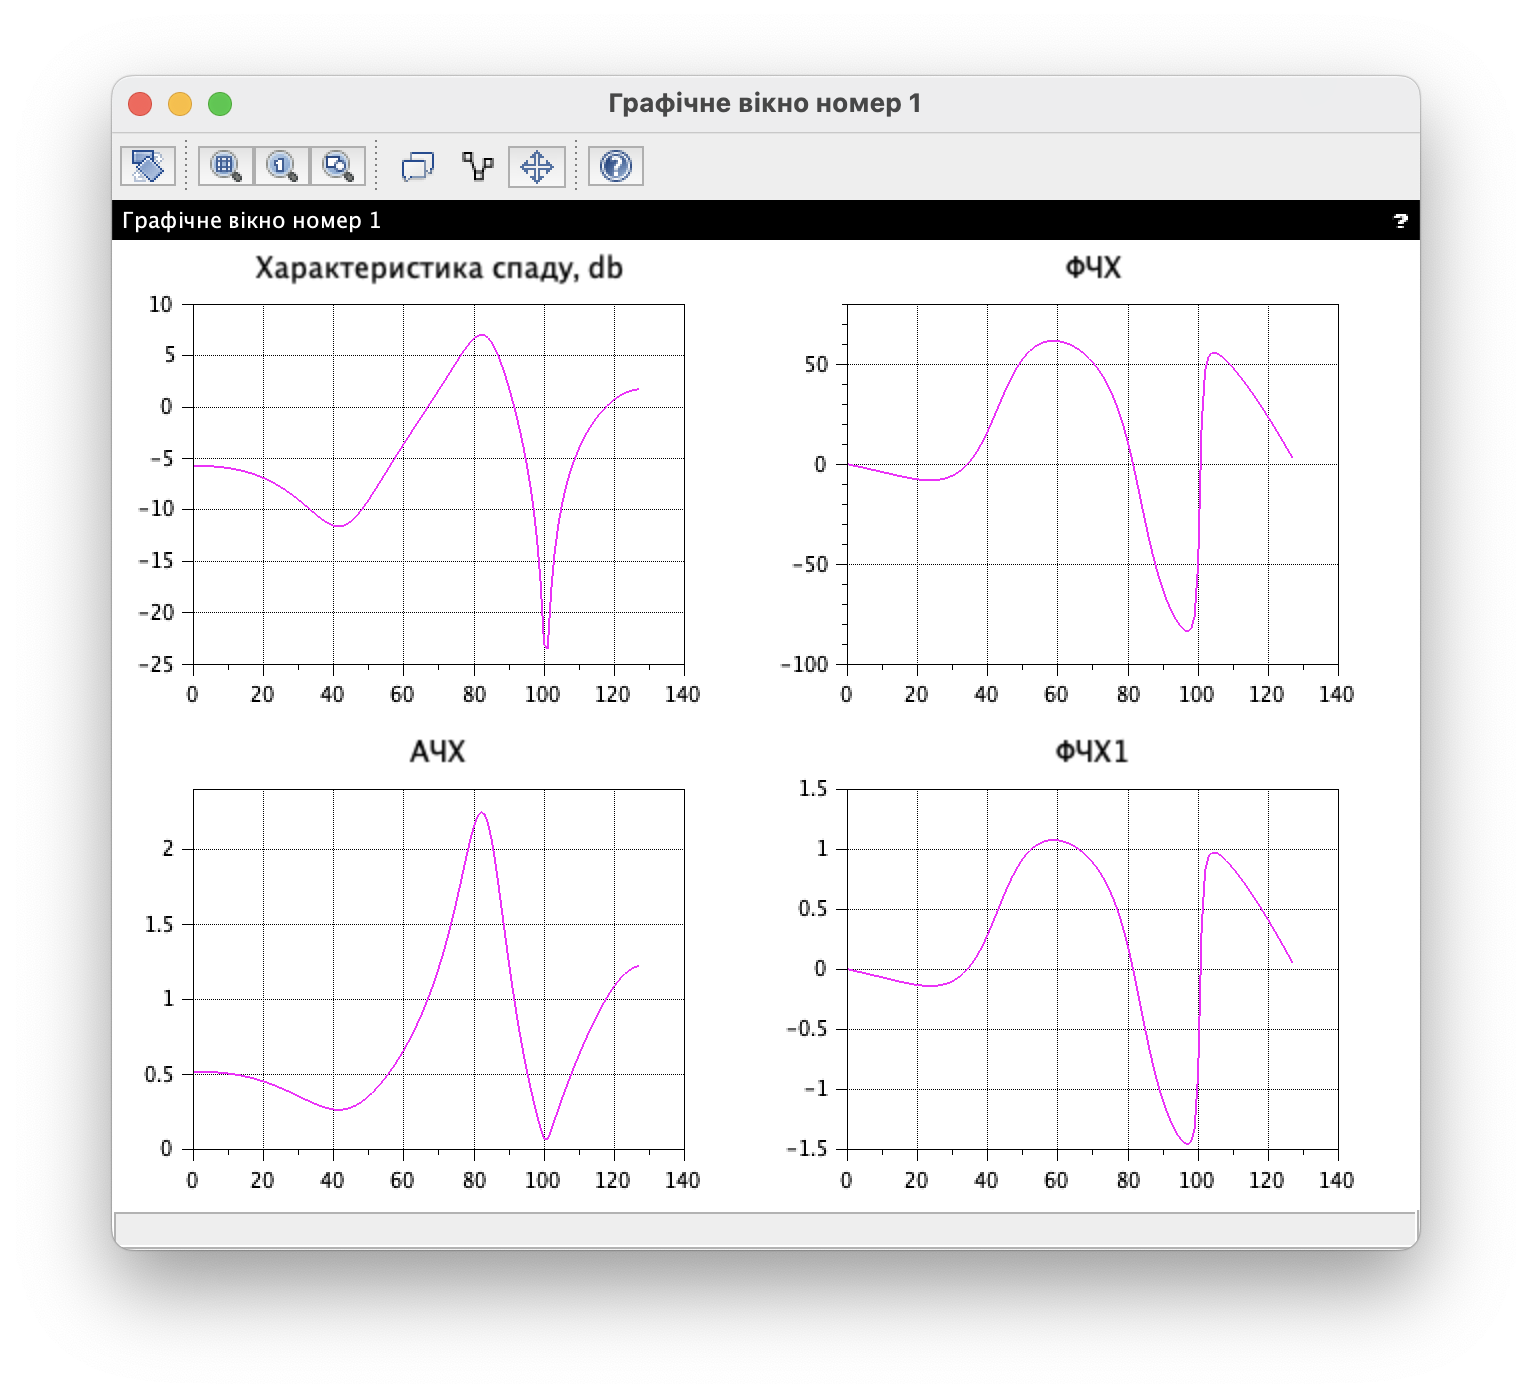 Графічне вікно номер 1
Графічне вікно номер 1 ?
Характеристика спаду, db
10
5
0
-5
-10
-15
-20
-25
0 20 40 60 80 100 120 140
ФЧХ
50
0
-50
-100
0 20 40 60 80 100 120 140
АЧХ
2
1.5
1
0.5
0
0 20 40 60 80 100 120 140
ФЧХ1
1.5
1
0.5
0
-0.5
-1
-1.5
0 20 40 60 80 100 120 140